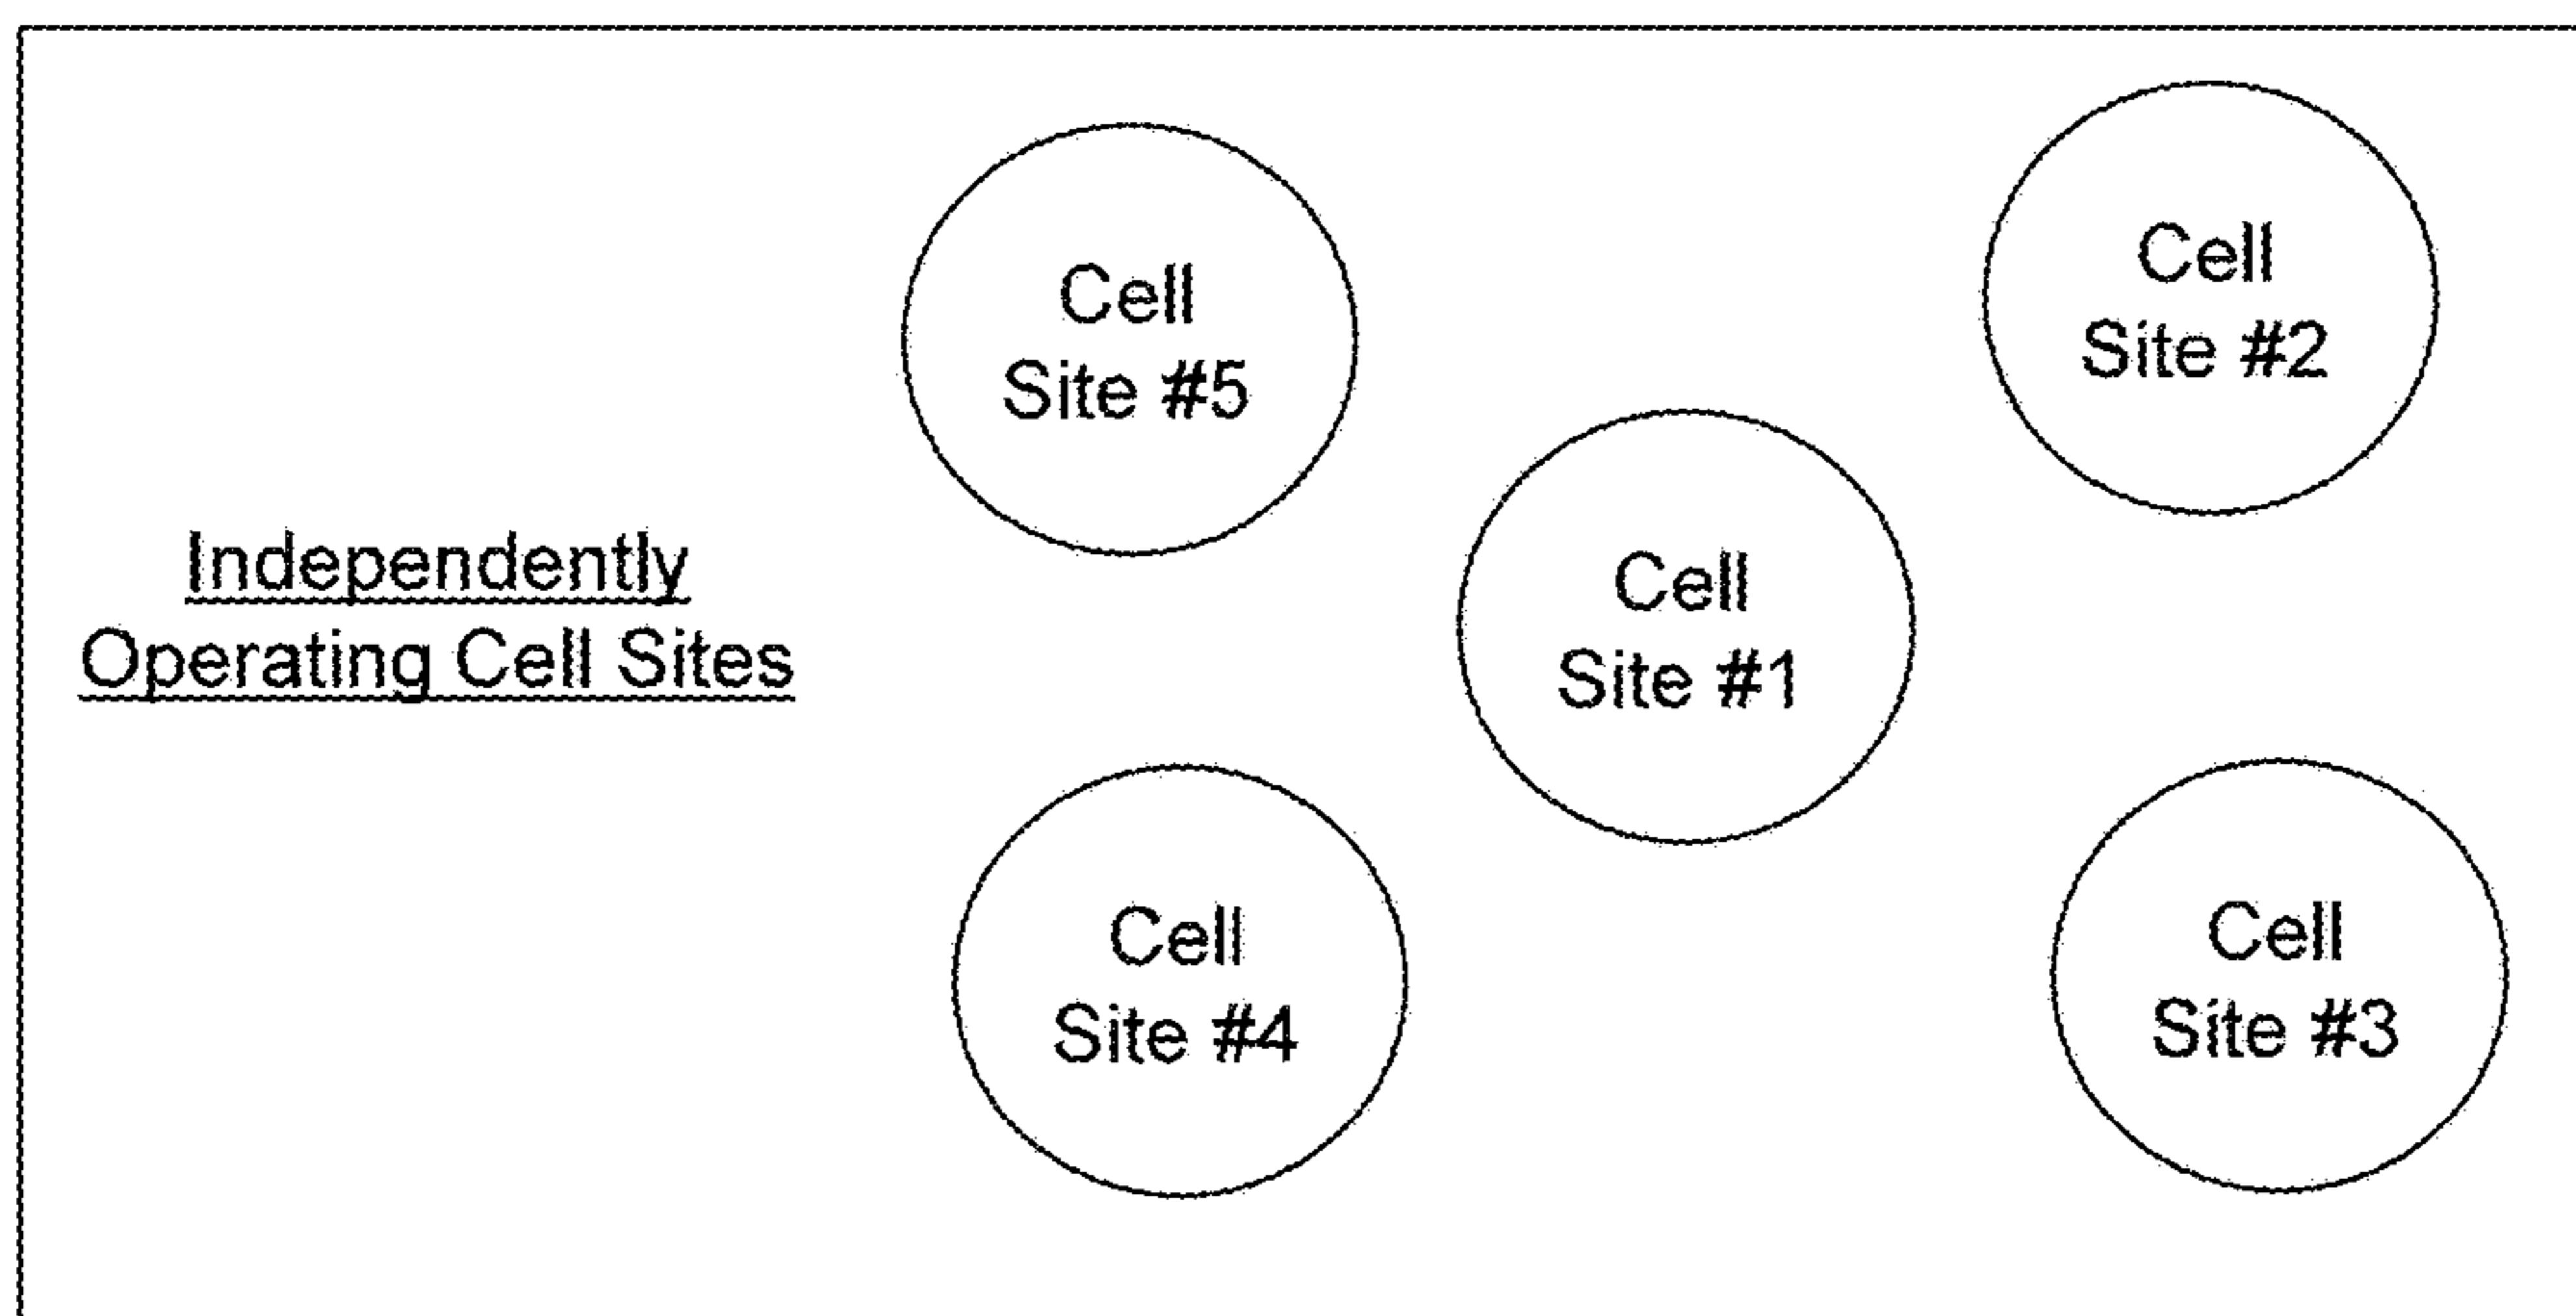 Independently
Operating Cell Sites
Cell
Site #5
Cell
Site #2
Cell
Site #1
Cell
Site #4
Cell
Site #3